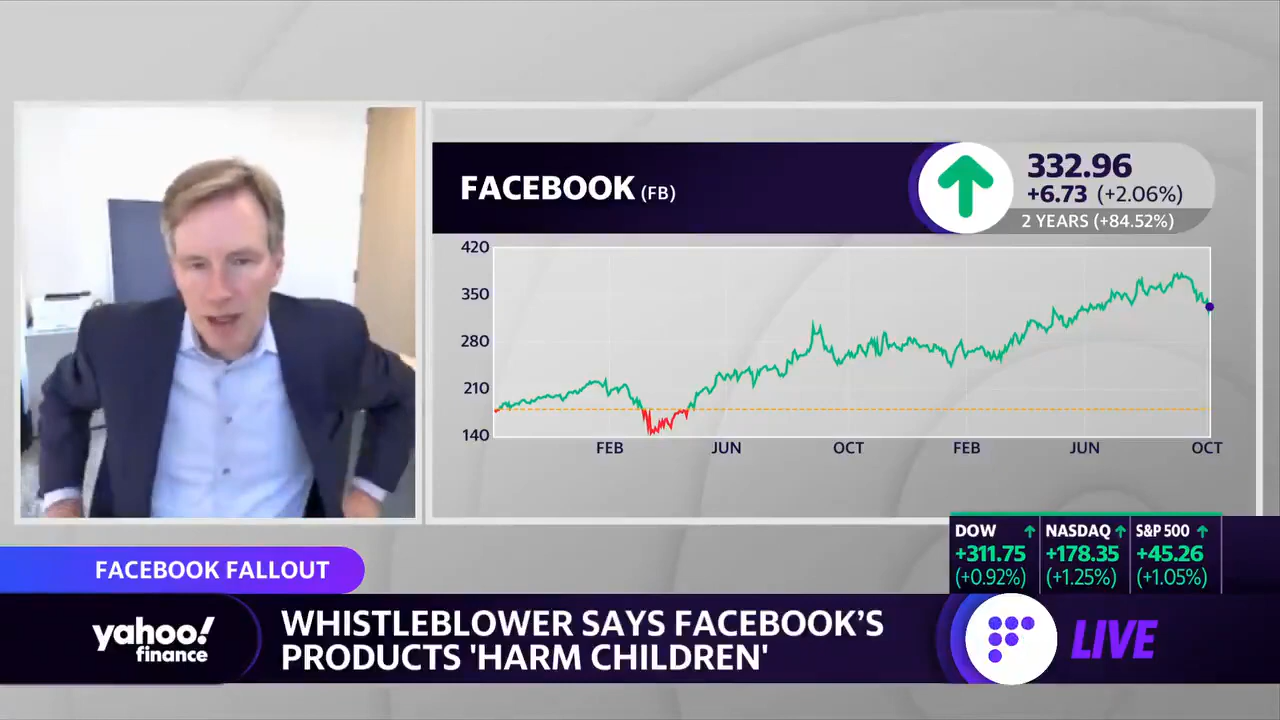 FACEBOOK (FB)
332.96
+6.73 (+2.06%)
2 YEARS (+84.52%)
420
350
280
210
140
FEB JUN OCT FEB JUN OCT
DOW NASDAQ S&P 500
+311.75 +178.35 +45.26
(+0.92%) (+1.25%) (+1.05%)
FACEBOOK FALLOUT
yahoo!
finance
WHISTLEBLOWER SAYS FACEBOOK'S
PRODUCTS 'HARM CHILDREN'
LIVE